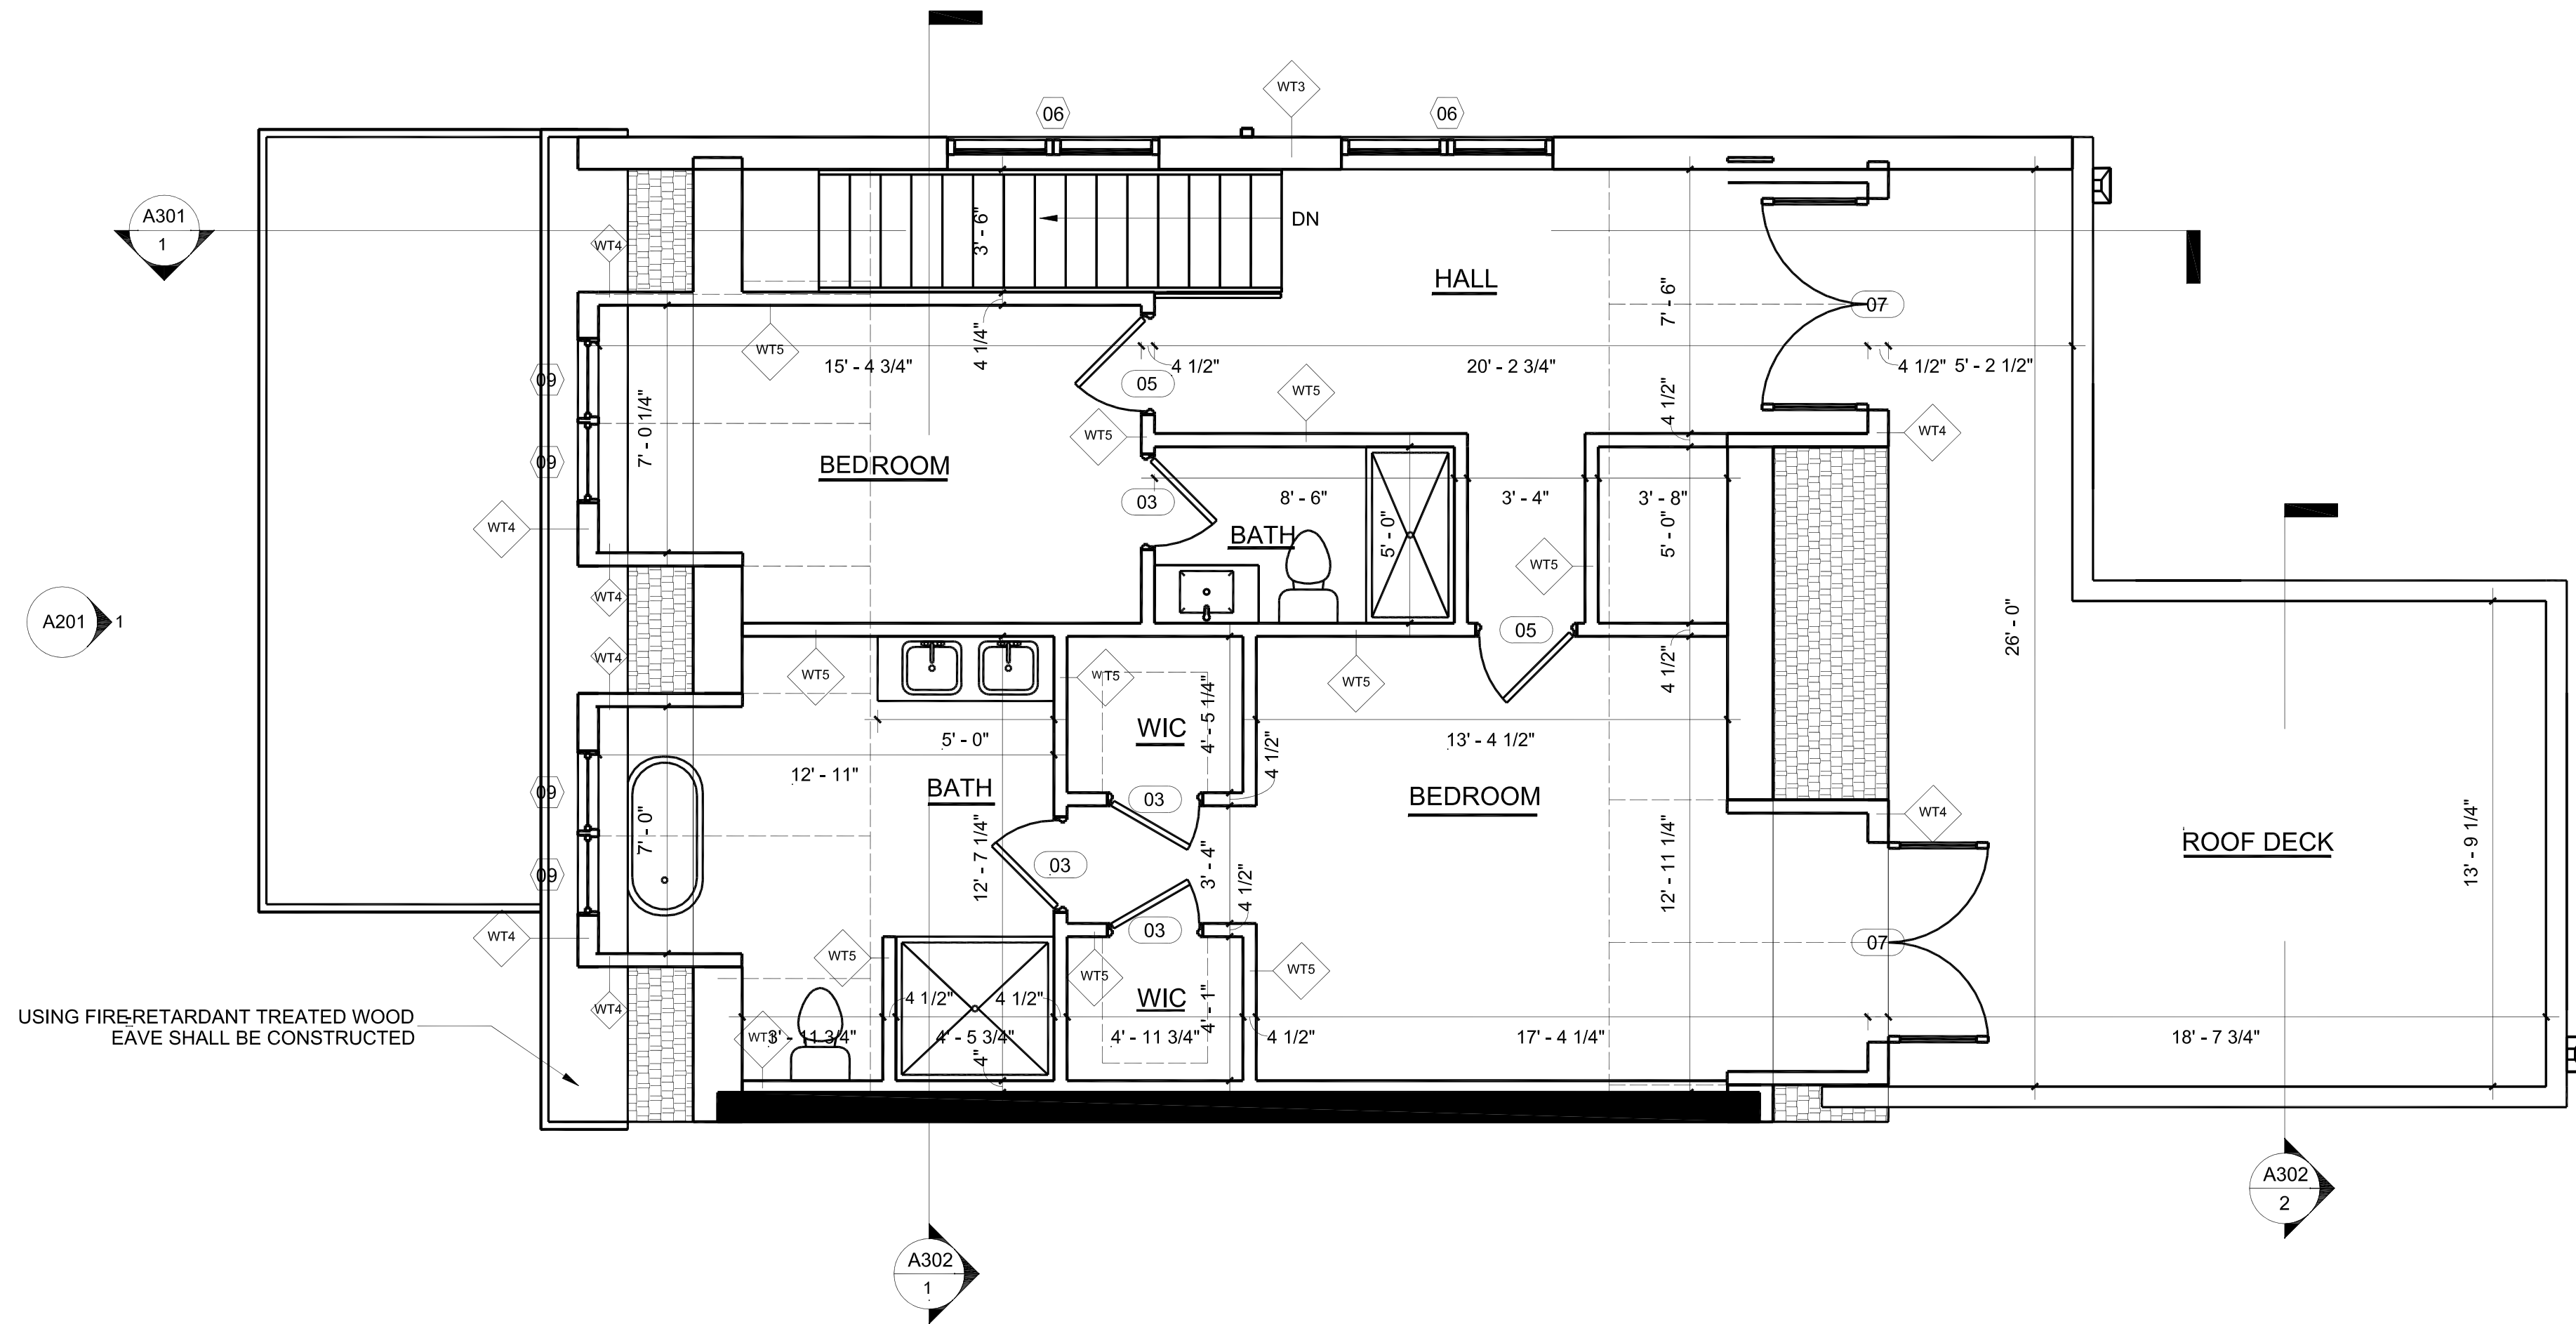 WT3
06
06
A301
1
WT4
3' - 6"
DN
HALL
7' - 6"
07
WT5
15' - 4 3/4"
4 1/4"
4 1/2"
20' - 2 3/4"
4 1/2"
5' - 2 1/2"
09
05
WT5
7' - 0 1/4"
4 1/2"
WT5
WT4
09
BEDROOM
03
8' - 6"
3' - 4"
3' - 8"
WT4
BATH
5' - 0"
5' - 0"
WT5
WT4
A201
1
05
26' - 0"
WT4
WT5
WT5
WT5
4 1/2"
WIC
4' - 5 1/4"
5' - 0"
13' - 4 1/2"
4 1/2"
12' - 11"
09
BATH
03
BEDROOM
WT4
7' - 0"
12' - 7 1/4"
ROOF DECK
13' - 9 1/4"
09
03
3' - 4"
4 1/2"
12' - 11 1/4"
WT4
03
07
WT5
WT5
WT5
WIC
4' - 1"
4 1/2"
4 1/2"
WT4
USING FIRE-RETARDANT TREATED WOOD
EAVE SHALL BE CONSTRUCTED
WT3
3' - 11 3/4"
4' - 5 3/4"
4' - 11 3/4"
4 1/2"
17' - 4 1/4"
18' - 7 3/4"
4"
A302
2
A302
1